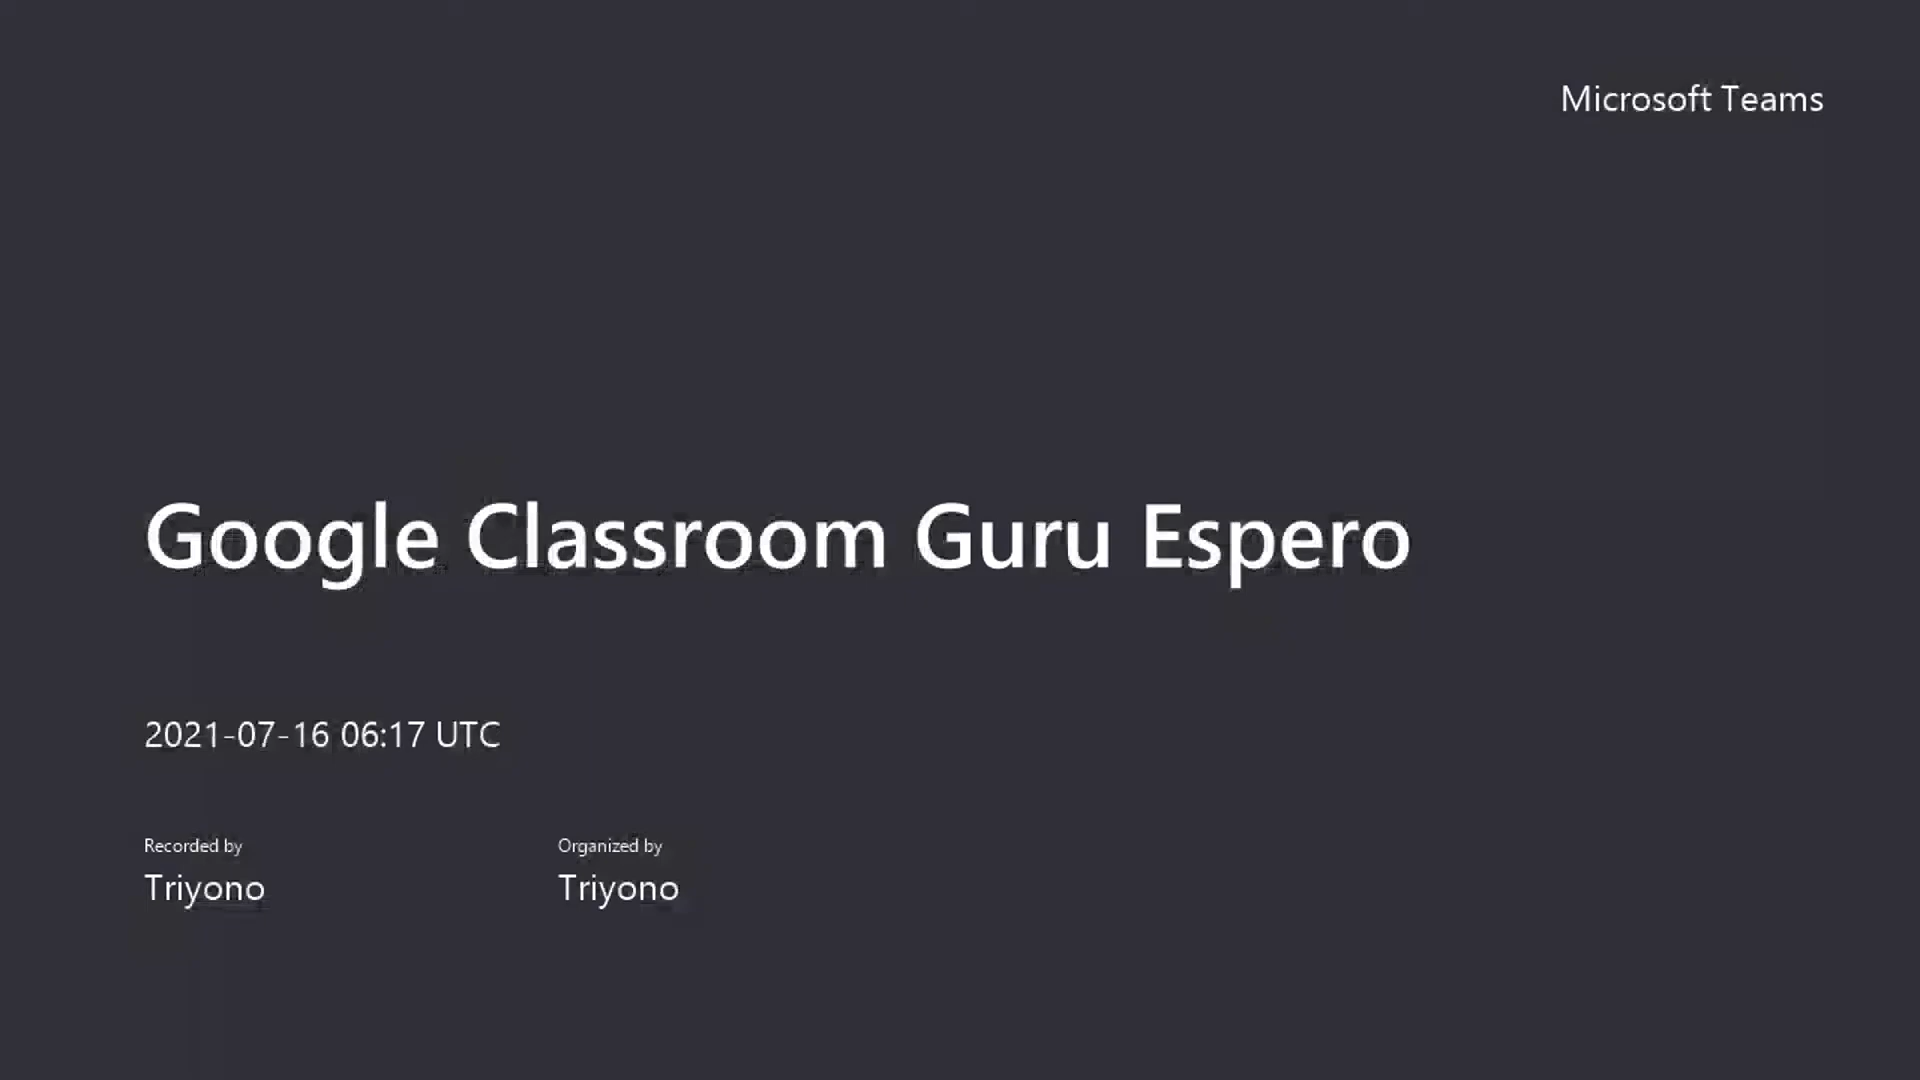 Microsoft Teams
Google Classroom Guru Espero
2021-07-16 06:17 UTC
Recorded by
Triyono
Organized by
Triyono